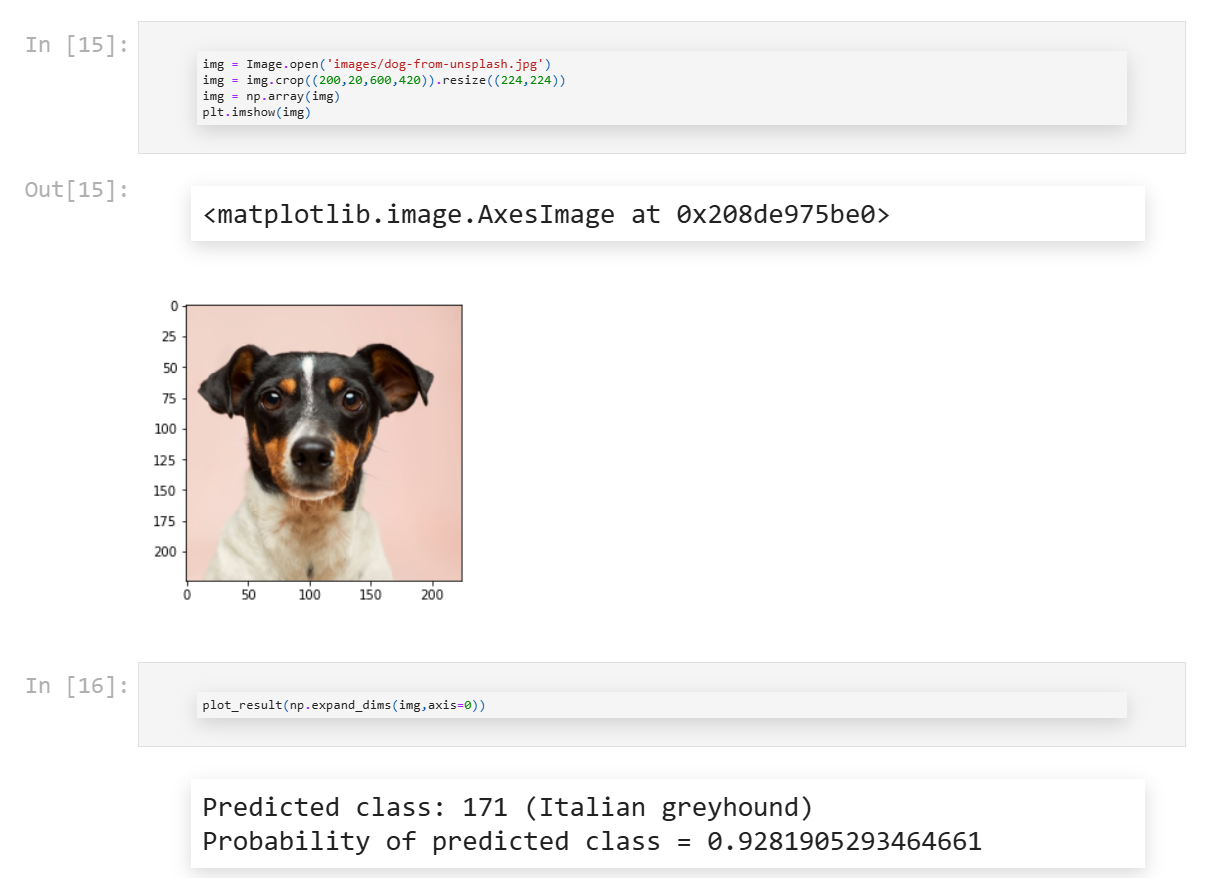 In [15]:
img = Image.open('images/dog-from-unsplash.jpg')
img = img.crop((200,20,600,420)).resize((224,224))
img = np.array(img)
plt.imshow(img)
Out[15]:
<matplotlib.image.AxesImage at 0x208de975be0>
0
25
50
75
100
125
150
175
200
0 50 100 150 200
In [16]:
plot_result(np.expand_dims(img,axis=0))
Predicted class: 171 (Italian greyhound)
Probability of predicted class = 0.9281905293464661